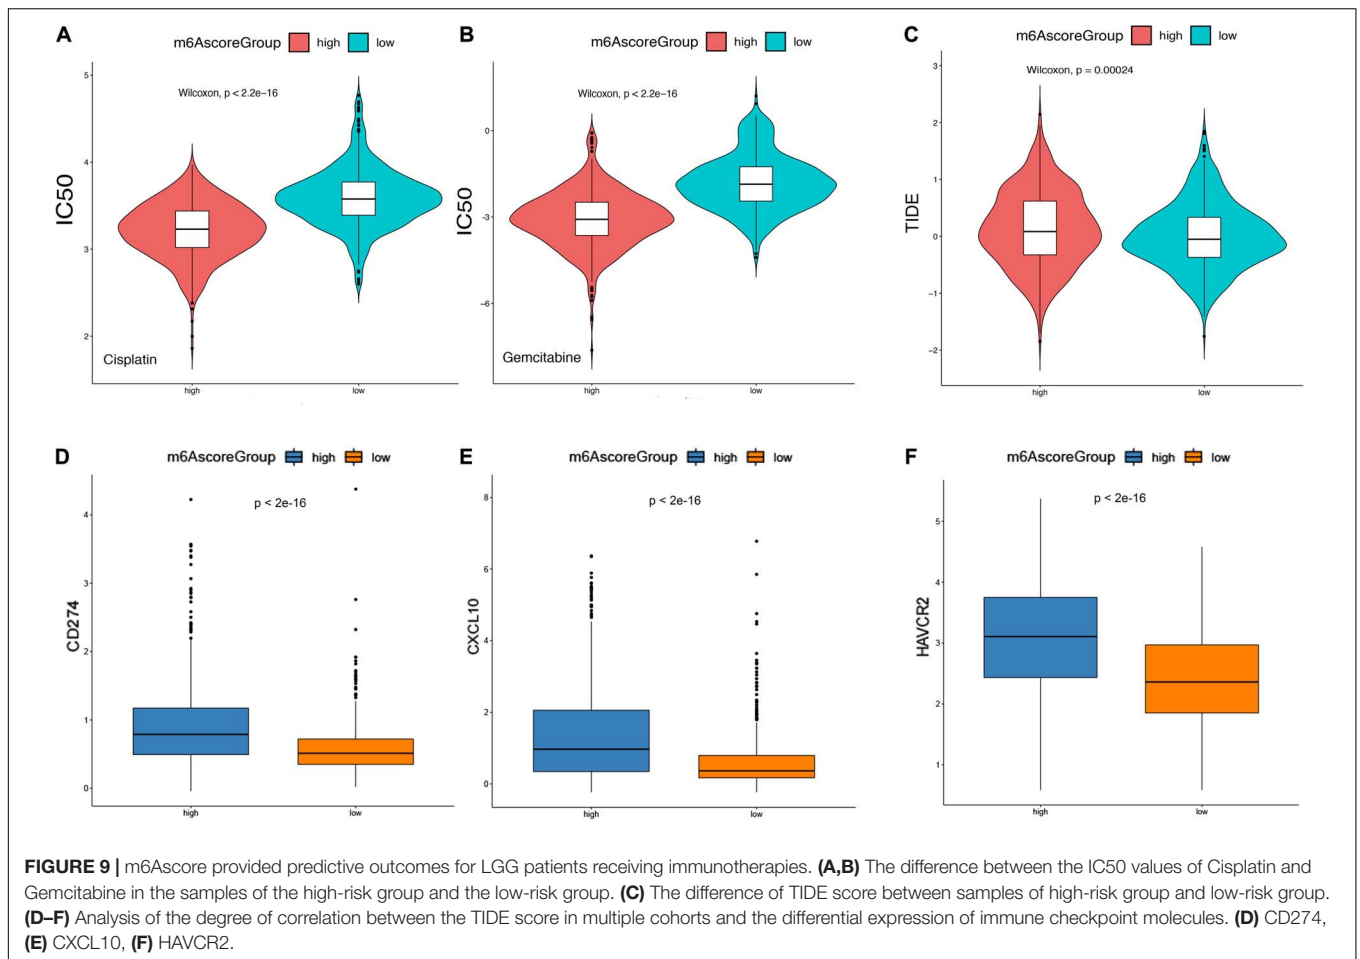 A
m6AscoreGroup high low
Wilcoxon, p < 2.2e−16
IC50
5
4
3
2
Cisplatin
high low
B
m6AscoreGroup high low
Wilcoxon, p < 2.2e−16
IC50
0
−3
−6
Gemcitabine
high low
C
m6AscoreGroup high low
Wilcoxon, p = 0.00024
TIDE
3
2
1
0
−1
−2
high low
D
m6AscoreGroup high low
p < 2e-16
CD274
4
3
2
1
0
high low
E
m6AscoreGroup high low
p < 2e-16
CXCL10
8
6
4
2
0
high low
F
m6AscoreGroup high low
p < 2e-16
HAVCR2
5
4
3
2
1
high low
FIGURE 9 | m6Ascore provided predictive outcomes for LGG patients receiving immunotherapies. (A,B) The difference between the IC50 values of Cisplatin and
Gemcitabine in the samples of the high-risk group and the low-risk group. (C) The difference of TIDE score between samples of high-risk group and low-risk group.
(D–F) Analysis of the degree of correlation between the TIDE score in multiple cohorts and the differential expression of immune checkpoint molecules. (D) CD274,
(E) CXCL10, (F) HAVCR2.